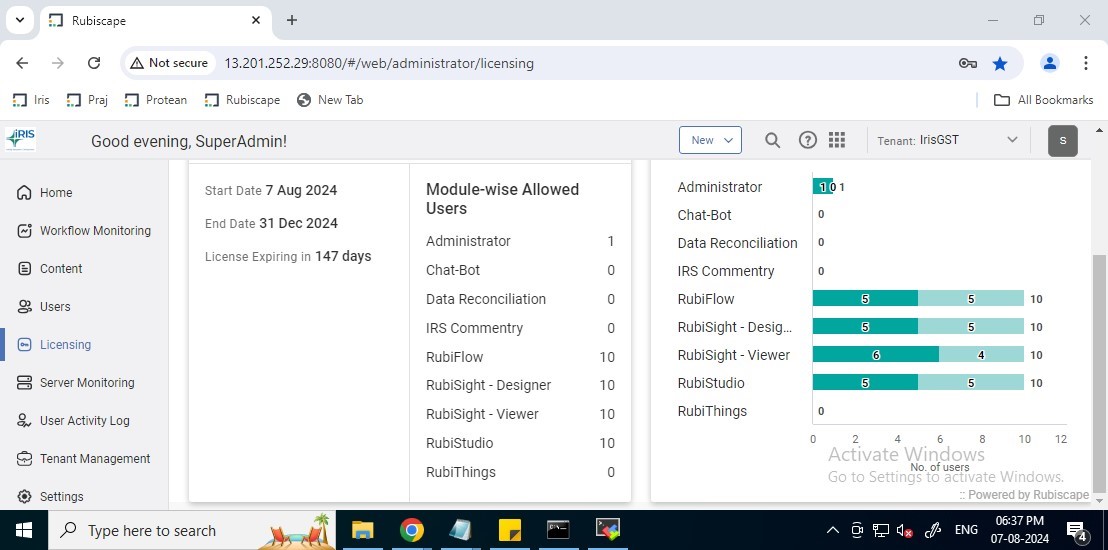 Rubiscape
Not secure 13.201.252.29:8080/#/web/administrator/licensing
Iris Praj Protean Rubiscape New Tab All Bookmarks
iRIS Good evening, SuperAdmin! New Tenant: IrisGST S
Home
Workflow Monitoring
Content
Users
Licensing
Server Monitoring
User Activity Log
Tenant Management
Settings
Start Date 7 Aug 2024
End Date 31 Dec 2024
License Expiring in 147 days
Module-wise Allowed
Users
Administrator 1
Chat-Bot 0
Data Reconciliation 0
IRS Commentry 0
RubiFlow 10
RubiSight - Designer 10
RubiSight - Viewer 10
RubiStudio 10
RubiThings 0
Administrator 1 0 1
Chat-Bot 0
Data Reconciliation 0
IRS Commentry 0
RubiFlow 5 5 10
RubiSight - Desig... 5 5 10
RubiSight - Viewer 6 4 10
RubiStudio 5 5 10
RubiThings 0
0 2 4 6 8 10 12
No. of users
Activate Windows
Go to Settings to activate Windows.
:: Powered by Rubiscape
Type here to search
ENG
06:37 PM
07-08-2024
4